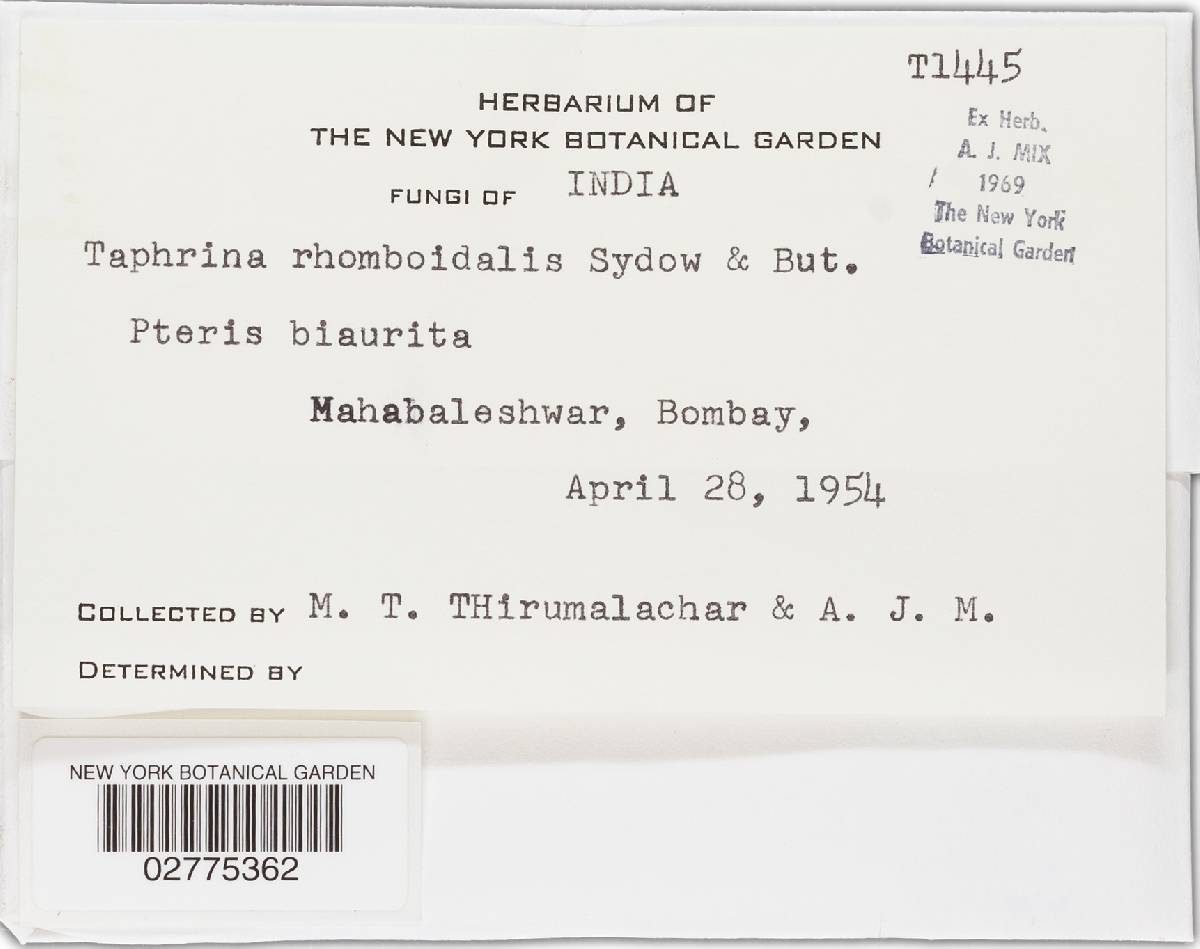 T1445
HERBARIUM OF
THE NEW YORK BOTANICAL GARDEN
FUNGI OF INDIA
Ex Herb.
A. J. MIX
1969
The New York
Botanical Garden
Taphrina rhomboidalis Sydow & But.
Pteris biaurita
Mahabaleshwar, Bombay,
April 28, 1954
COLLECTED BY M. T. THirumalachar & A. J. M.
DETERMINED BY
NEW YORK BOTANICAL GARDEN
02775362